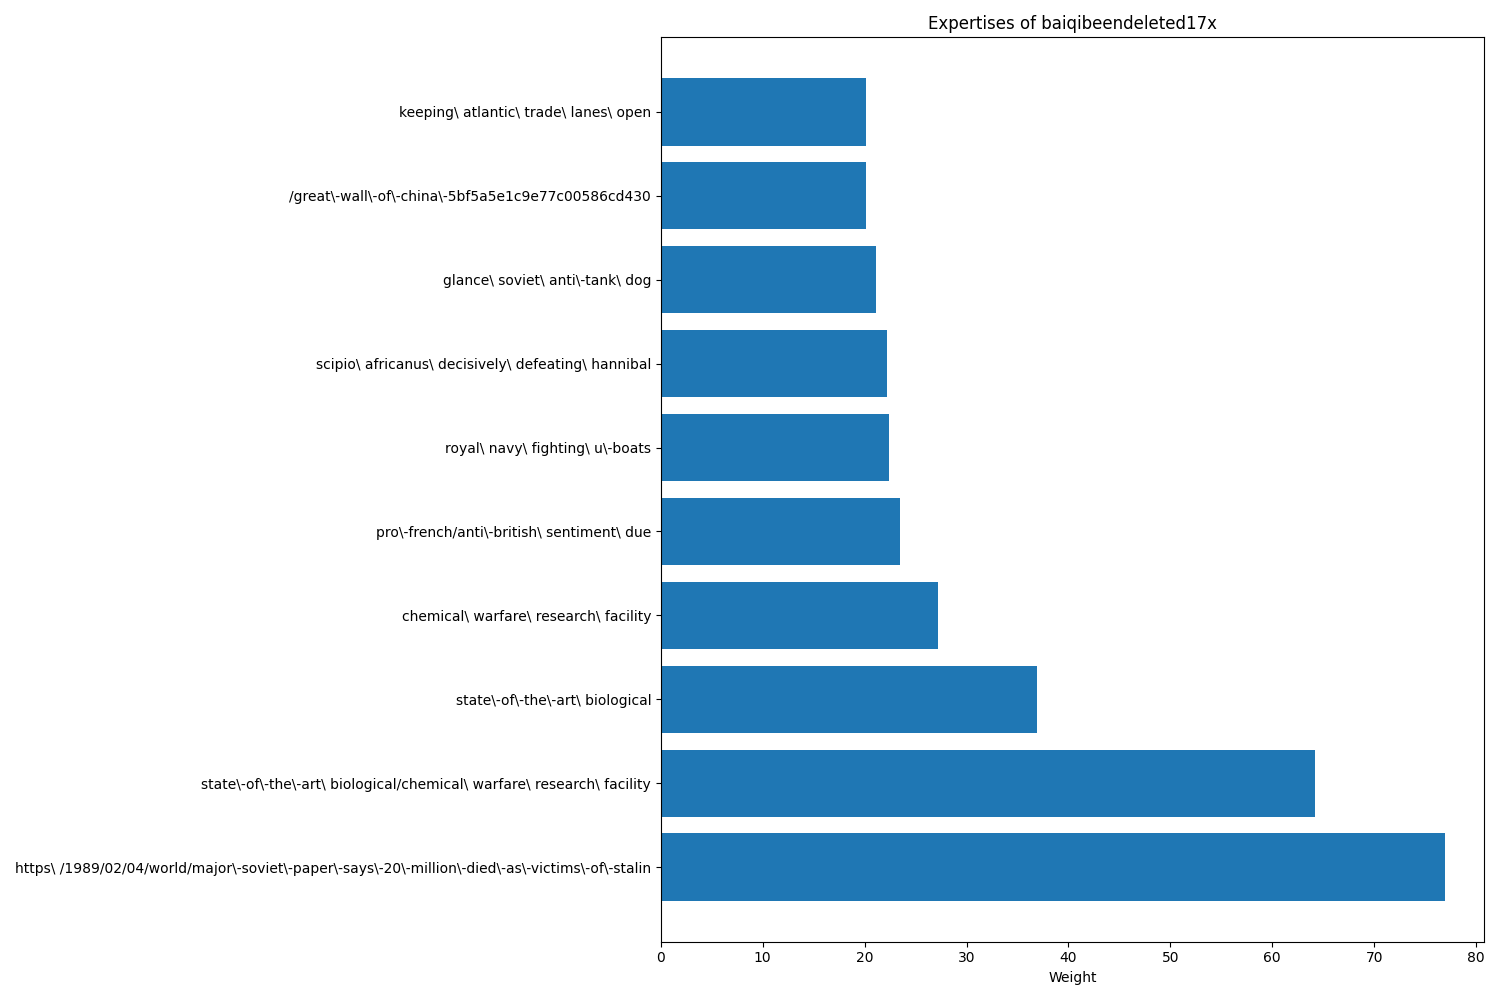 Expertises of baiqibeendeleted17x
keeping\ atlantic\ trade\ lanes\ open
/great\-wall\-of\-china\-5bf5a5e1c9e77c00586cd430
glance\ soviet\ anti\-tank\ dog
scipio\ africanus\ decisively\ defeating\ hannibal
royal\ navy\ fighting\ u\-boats
pro\-french/anti\-british\ sentiment\ due
chemical\ warfare\ research\ facility
state\-of\-the\-art\ biological
state\-of\-the\-art\ biological/chemical\ warfare\ research\ facility
https\ /1989/02/04/world/major\-soviet\-paper\-says\-20\-million\-died\-as\-victims\-of\-stalin
0 10 20 30 40 50 60 70 80
Weight